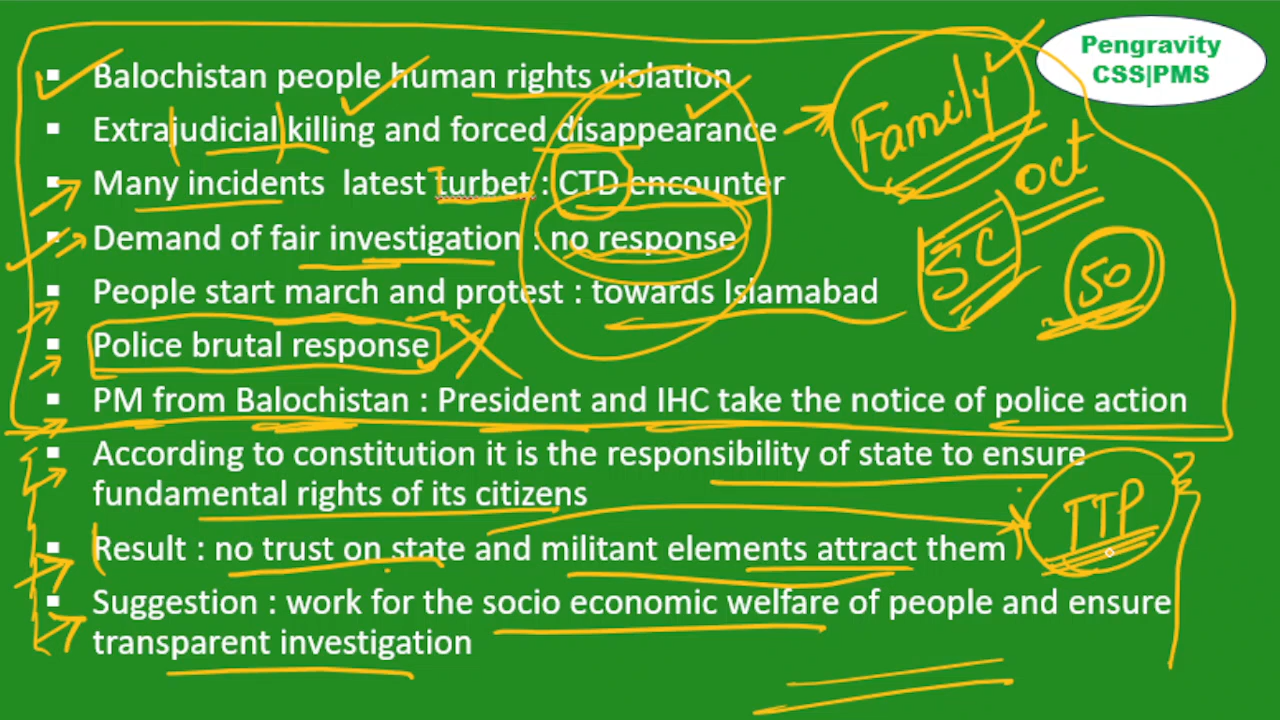 Pengravity
CSS|PMS
▪ Balochistan people human rights violation
▪ Extrajudicial killing and forced disappearance
Family
▪ Many incidents latest turbet : CTD encounter
oct
▪ Demand of fair investigation : no response
SC
50
▪ People start march and protest : towards Islamabad
▪ Police brutal response
▪ PM from Balochistan : President and IHC take the notice of police action
▪ According to constitution it is the responsibility of state to ensure
fundamental rights of its citizens
TTP
▪ Result : no trust on state and militant elements attract them
▪ Suggestion : work for the socio economic welfare of people and ensure
transparent investigation